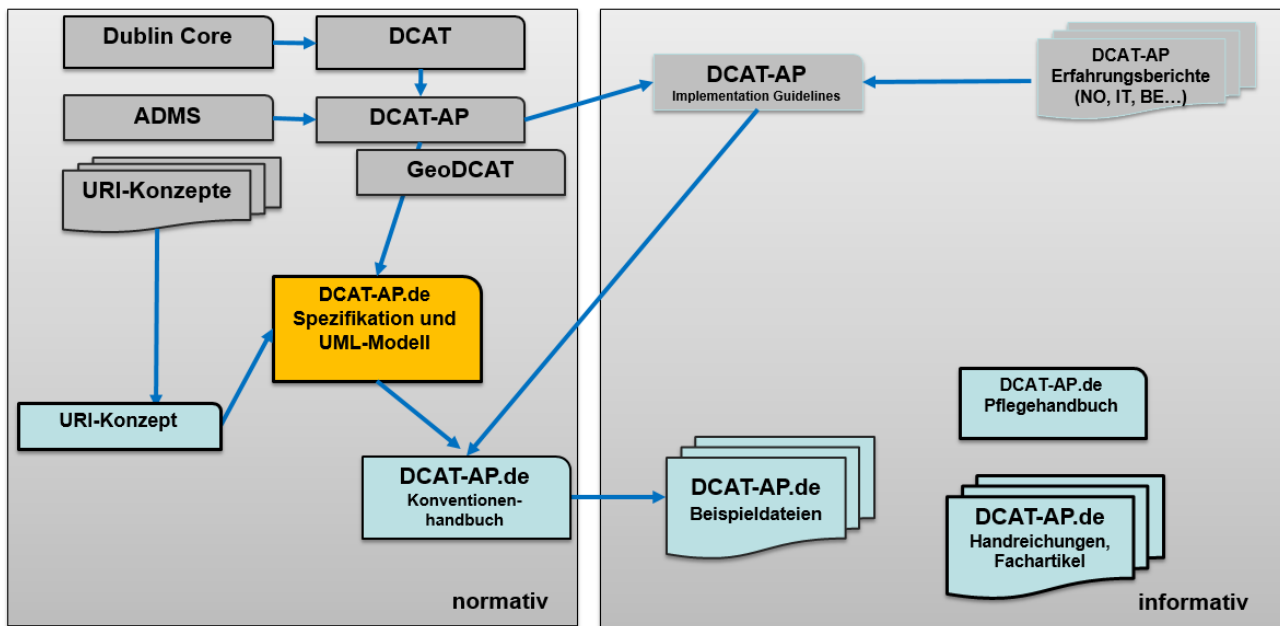 Dublin Core
DCAT
ADMS
DCAT-AP
GeoDCAT
URI-Konzepte
DCAT-AP.de
Spezifikation und
UML-Modell
URI-Konzept
DCAT-AP.de
Konventionen-
handbuch
normativ
DCAT-AP
Implementation Guidelines
DCAT-AP
Erfahrungsberichte
(NO, IT, BE…)
DCAT-AP.de
Pflegehandbuch
DCAT-AP.de
Beispieldateien
DCAT-AP.de
Handreichungen,
Fachartikel
informativ